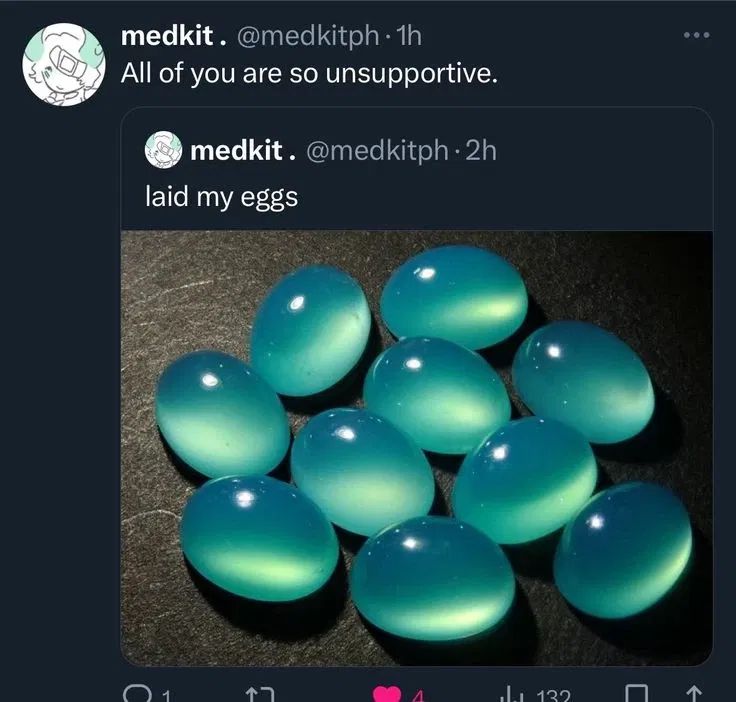 medkit . @medkitph · 1h
All of you are so unsupportive.
medkit . @medkitph · 2h
laid my eggs
1 4 132